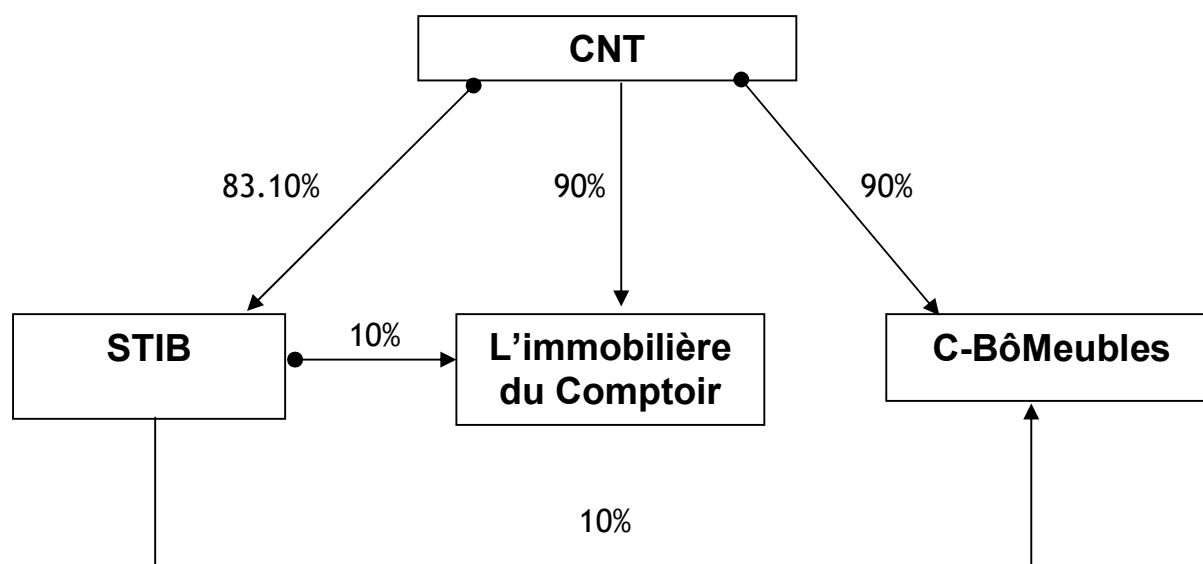 CNT
83.10%
90%
90%
STIB
10%
L’immobilière
du Comptoir
C-BôMeubles
10%